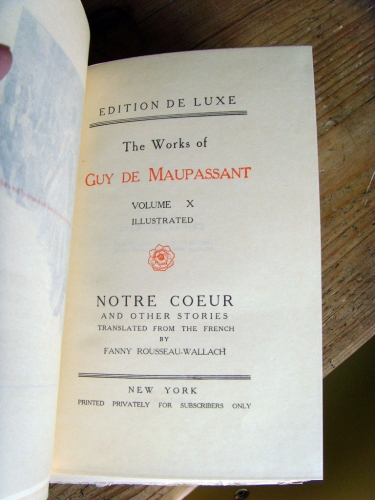 EDITION DE LUXE
The Works of
GUY DE MAUPASSANT
VOLUME X
ILLUSTRATED
NOTRE COEUR
AND OTHER STORIES
TRANSLATED FROM THE FRENCH
BY
FANNY ROUSSEAU-WALLACH
NEW YORK
PRINTED PRIVATELY FOR SUBSCRIBERS ONLY